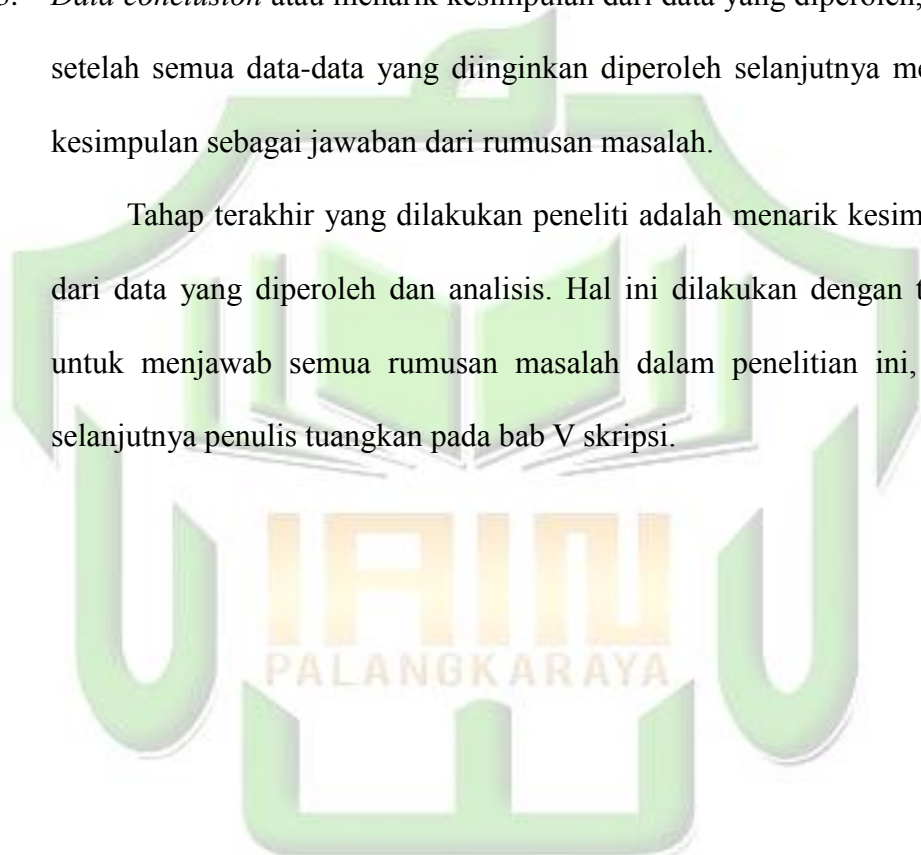 Data conclusion atau menarik kesimpulan dari data yang diperoleh,
setelah semua data-data yang diinginkan diperoleh selanjutnya
kesimpulan sebagai jawaban dari rumusan masalah.
Tahap terakhir yang dilakukan peneliti adalah menarik
dari data yang diperoleh dan analisis. Hal ini dilakukan dengan
untuk menjawab semua rumusan masalah dalam penelitian ini,
selanjutnya penulis tuangkan pada bab V skripsi.
IAIN
PALANGKARAYA